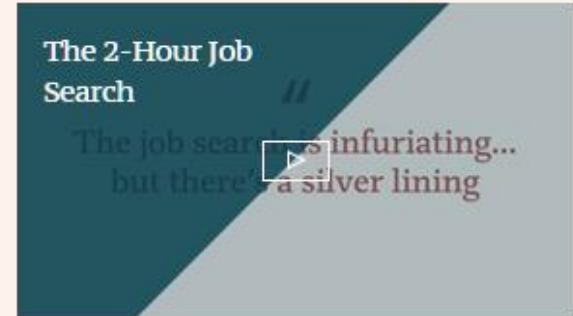 The 2-Hour Job
Search
“
The job search is infuriating...
but there's a silver lining